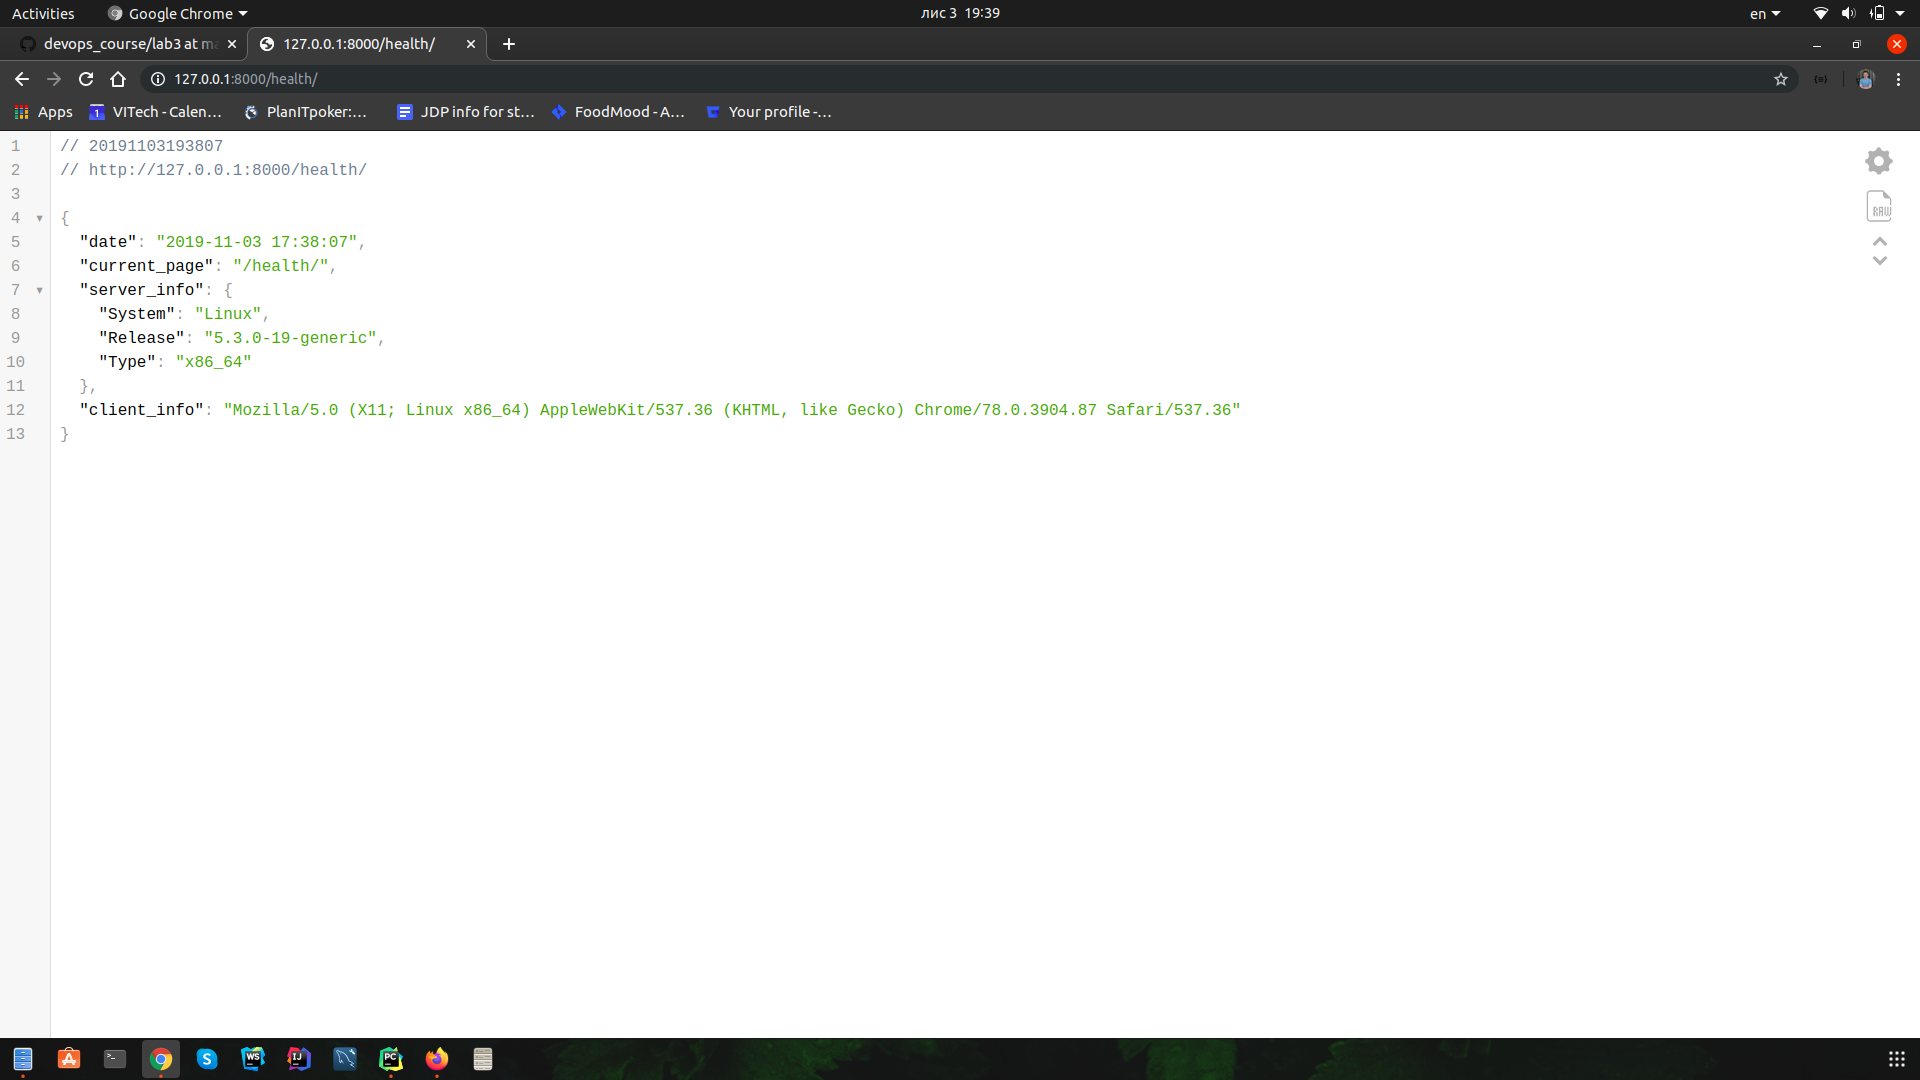 Activities Google Chrome лис 3 19:39 en
devops_course/lab3 at ma 127.0.0.1:8000/health/
127.0.0.1:8000/health/
Apps VITech - Calen... PlanITpoker:... JDP info for st... FoodMood - A... Your profile -...
1 // 20191103193807
2 // http://127.0.0.1:8000/health/
3
4 {
5 "date": "2019-11-03 17:38:07",
6 "current_page": "/health/",
7 "server_info": {
8 "System": "Linux",
9 "Release": "5.3.0-19-generic",
10 "Type": "x86_64"
11 },
12 "client_info": "Mozilla/5.0 (X11; Linux x86_64) AppleWebKit/537.36 (KHTML, like Gecko) Chrome/78.0.3904.87 Safari/537.36"
13 }
RAW
WS IJ PC